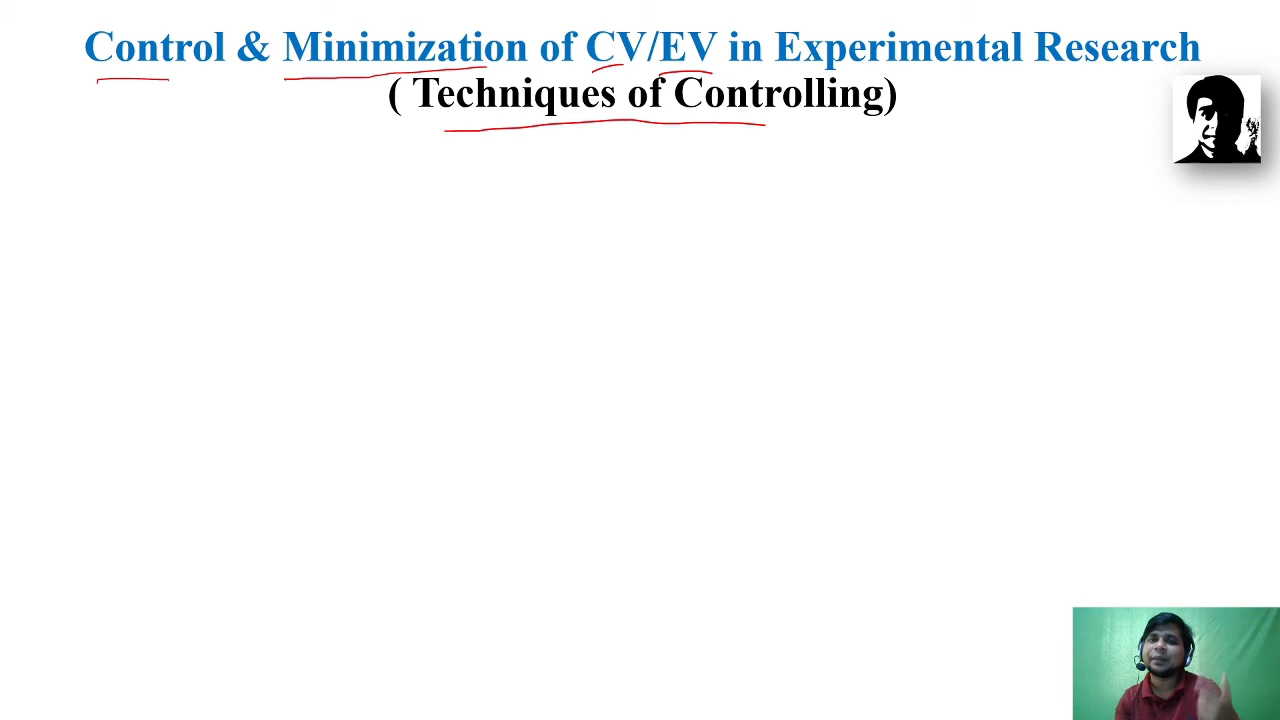 Control & Minimization of CV/EV in Experimental Research
( Techniques of Controlling)